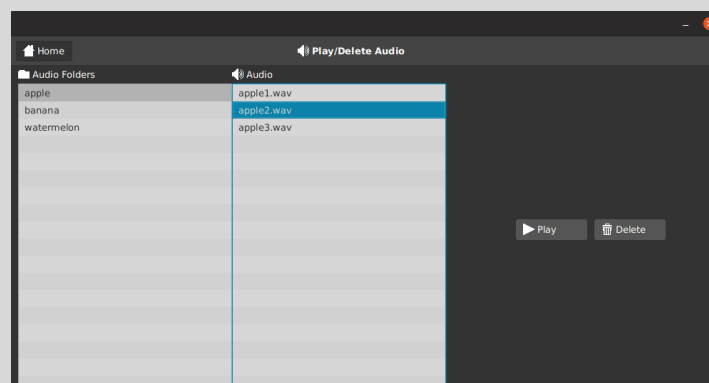 Home
Play/Delete Audio
Audio Folders
Audio
apple
apple1.wav
banana
apple2.wav
watermelon
apple3.wav
Play
Delete